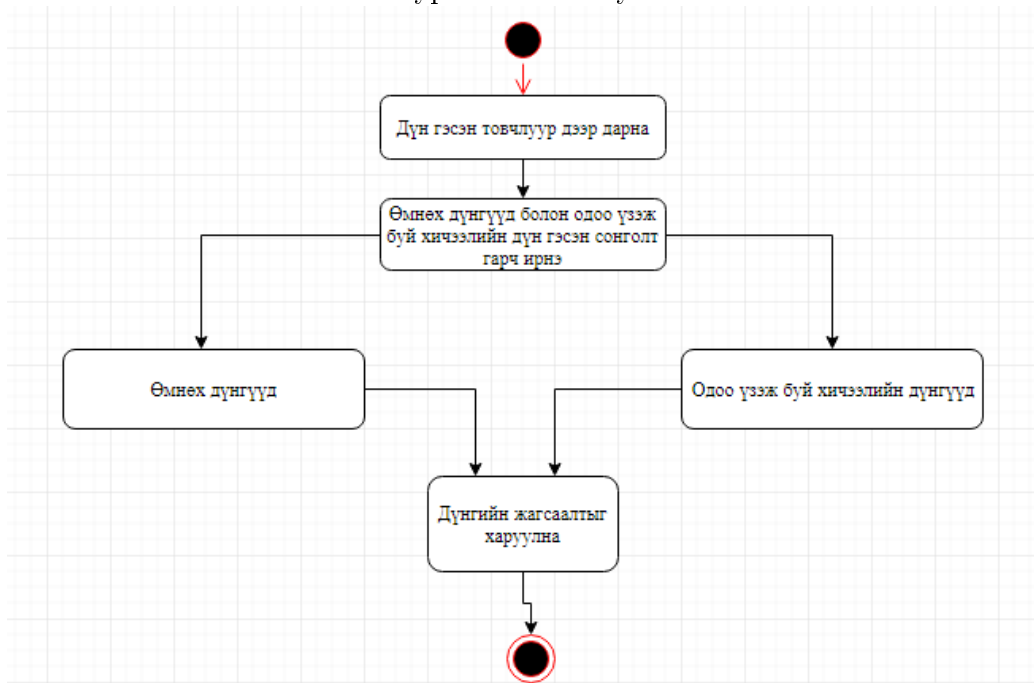 Дүн гэсэн товчлуур дээр дарна
Өмнөх дүнгүүд болон одоо үзэж
буй хичээлийн дүн гэсэн сонголт
гарч ирнэ
Өмнөх дүнгүүд
Одоо үзэж буй хичээлийн дүнгүүд
Дүнгийн жагсаалтыг
харуулна